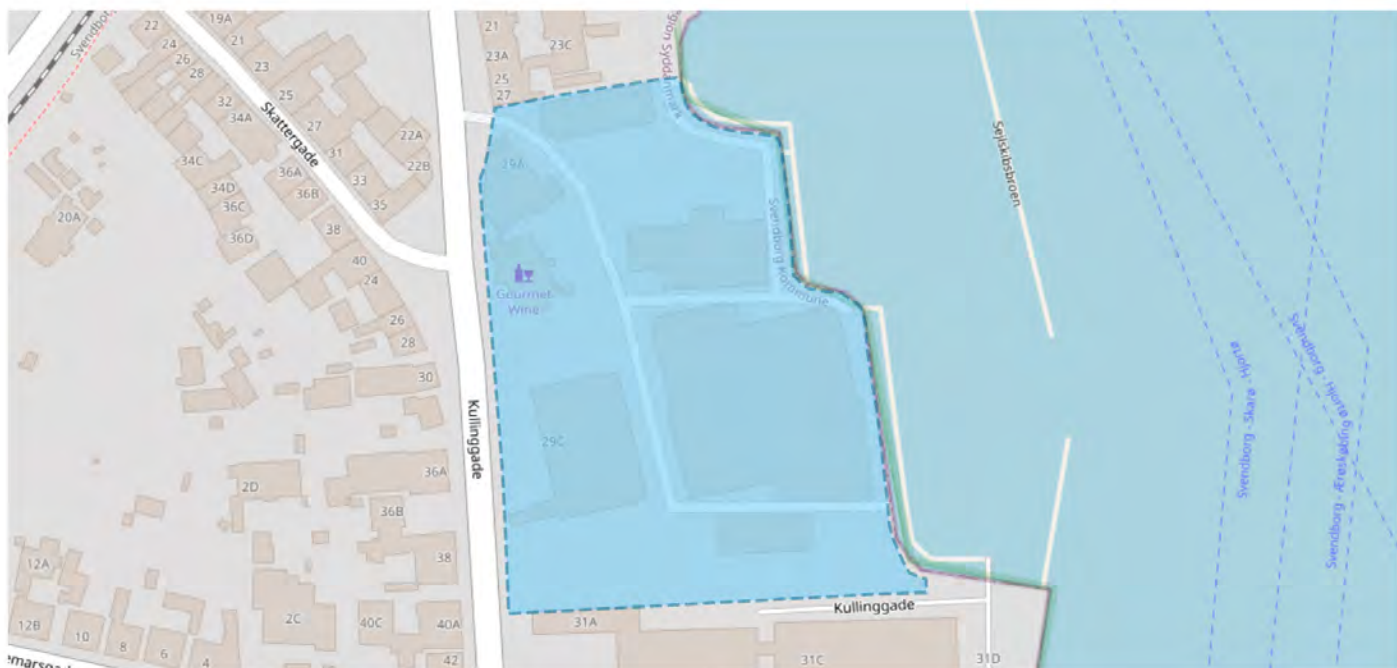 22
19A
21
24
26
28
23
25
32
34A
27
Skattergade
22A
31
22B
33
34C
34D
36A
36B
35
36C
36D
38
40
24
26
28
30
20A
21
23A
23C
25
27
29A
Gourmet
Wine
29C
Kullinggade
Svendborg Kommune
Sejlskibsbroen
Svendborg - Skarø - Hjortø
Svendborg - Hjortø
Svendborg - Ærøskøbing
2D
36A
36B
38
12A
12B
10
8
6
4
2C
40C
40A
42
31A
Kullinggade
31C
31D